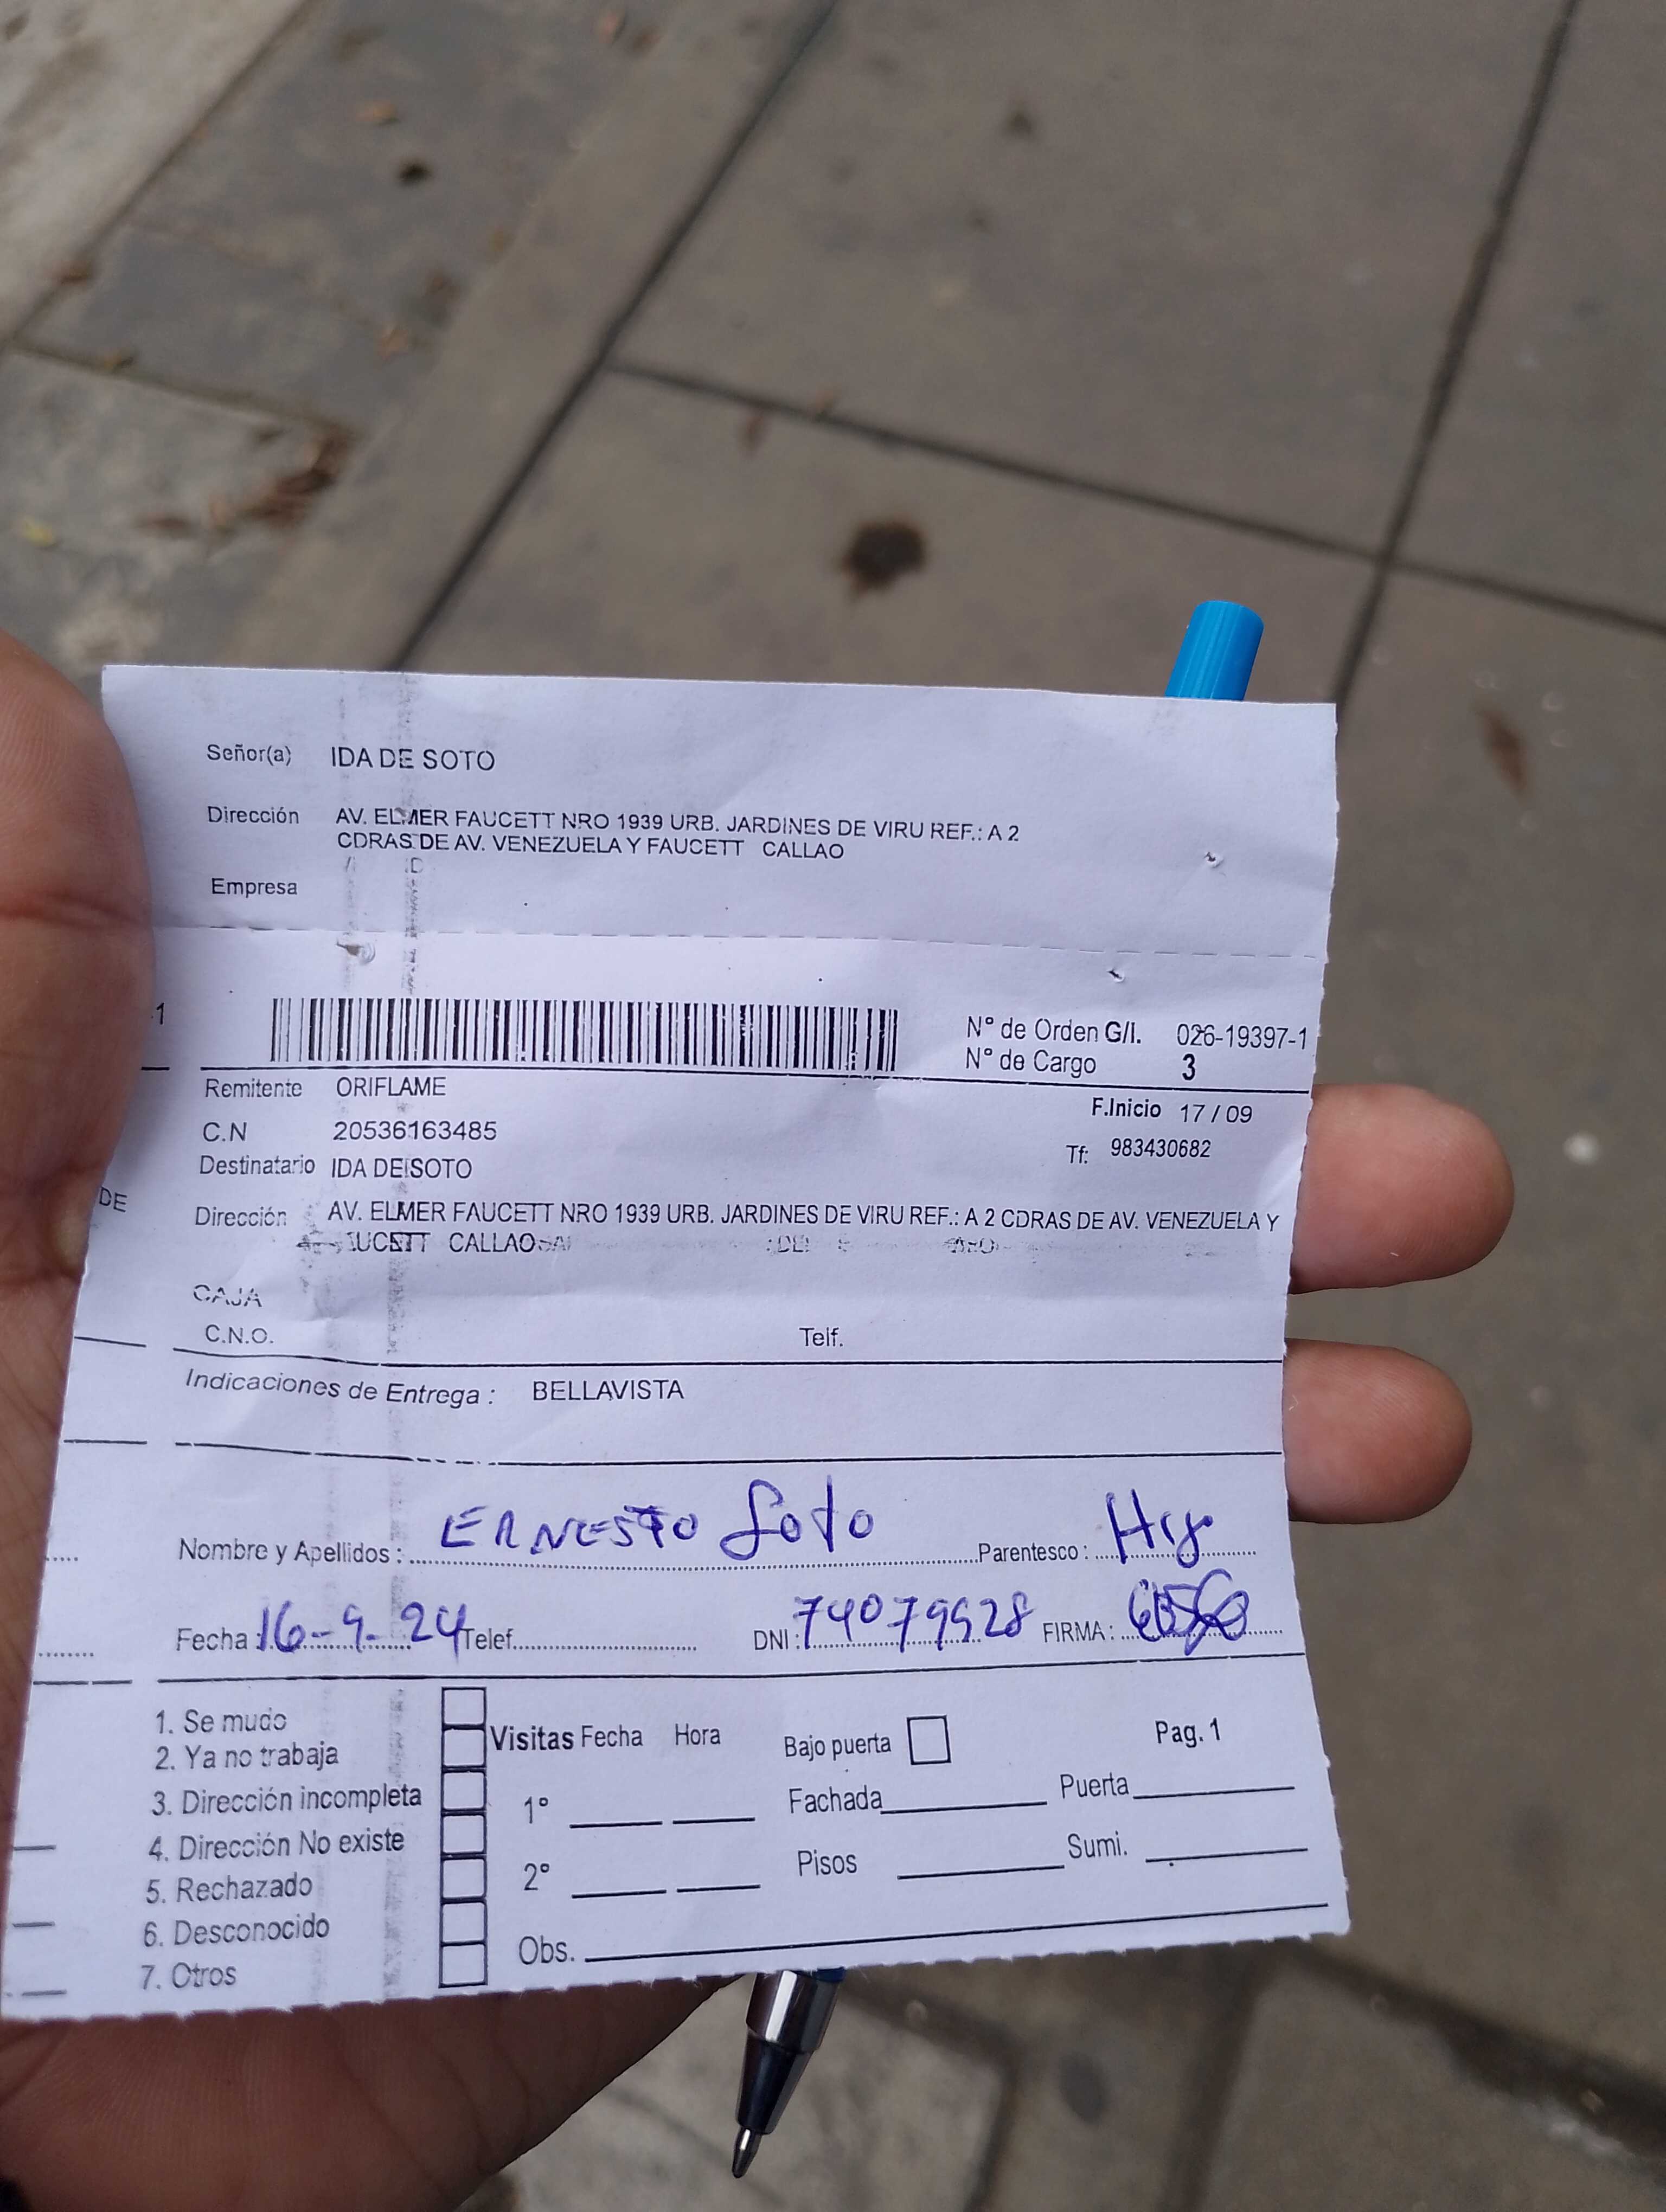 Señor(a) IDA DE SOTO
Dirección AV. ELMER FAUCETT NRO 1939 URB. JARDINES DE VIRU REF.: A 2
CDRAS DE AV. VENEZUELA Y FAUCETT CALLAO
Empresa
-1
N° de Orden G/I. 026-19397-1
N° de Cargo 3
Remitente ORIFLAME
F.Inicio 17 / 09
C.N 20536163485
Tf: 983430682
Destinatario IDA DE SOTO
DE
Dirección AV. ELMER FAUCETT NRO 1939 URB. JARDINES DE VIRU REF.: A 2 CDRAS DE AV. VENEZUELA Y
CALLAO
CAJA
C.N.O. Telf.
Indicaciones de Entrega : BELLAVISTA
Nombre y Apellidos : ERNESTO Soto Parentesco : Hijo
Fecha : 16-9-24 Telef. DNI : 74079928 FIRMA :
1. Se mudo
2. Ya no trabaja
3. Dirección incompleta
4. Dirección No existe
5. Rechazado
6. Desconocido
7. Otros
Visitas Fecha Hora
1°
2°
Obs.
Bajo puerta Pag. 1
Fachada Puerta
Pisos Sumi.